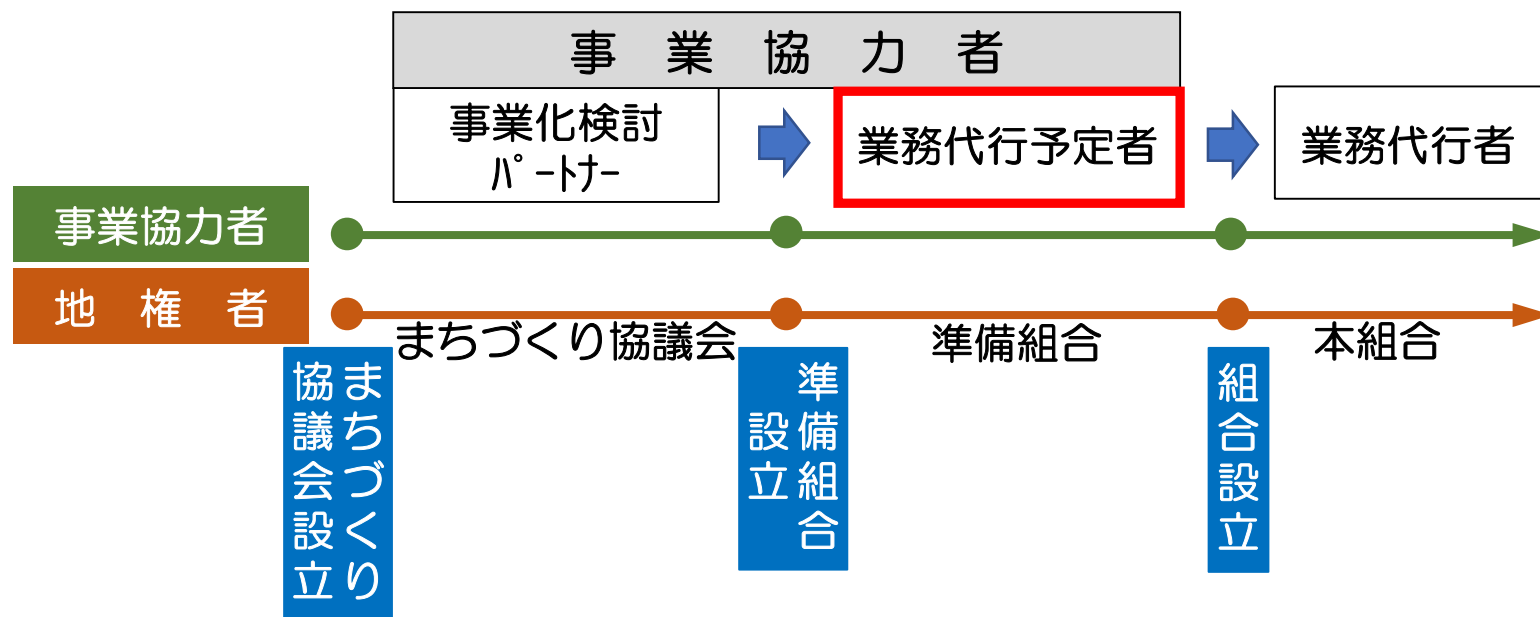 事　業　協　力　者
事業化検討
ﾊﾟｰﾄﾅｰ
業務代行予定者
業務代行者
事業協力者
地　権　者
まちづくり協議会
準備組合
本組合
まちづくり
協議会設立
準備組合
設立
組合設立